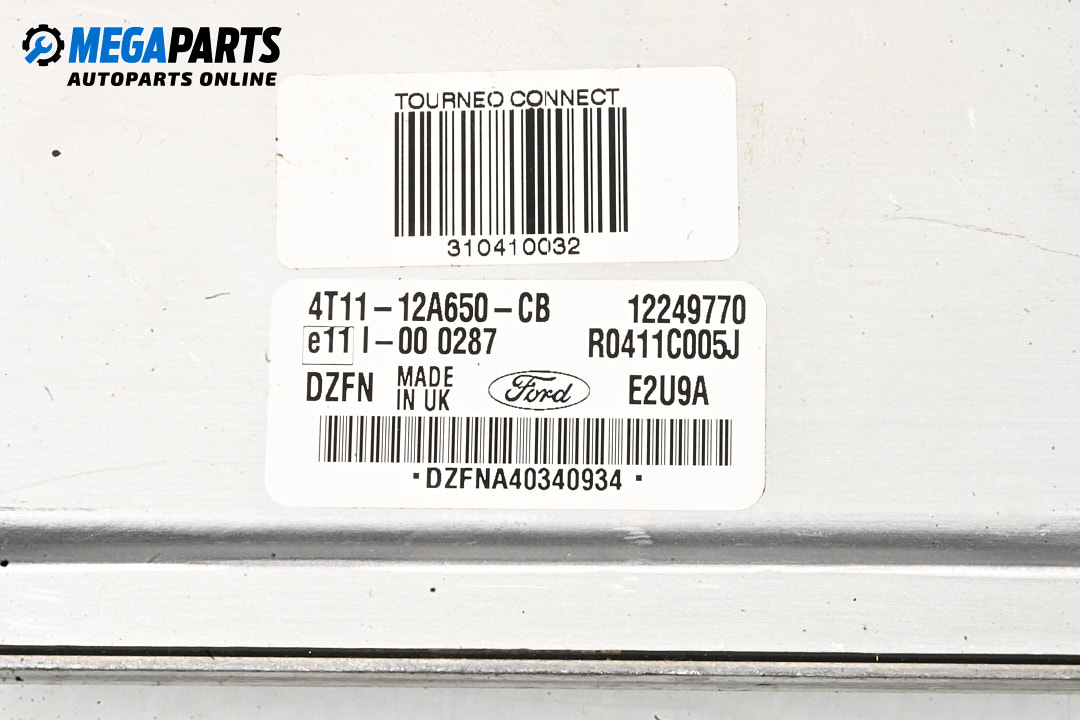 MEGAPARTS
AUTOPARTS ONLINE
TOURNEO CONNECT
310410032
4T11-12A650-CB 12249770
e11 I-00 0287 R0411C005J
DZFN MADE IN UK Ford E2U9A
·DZFNA40340934·